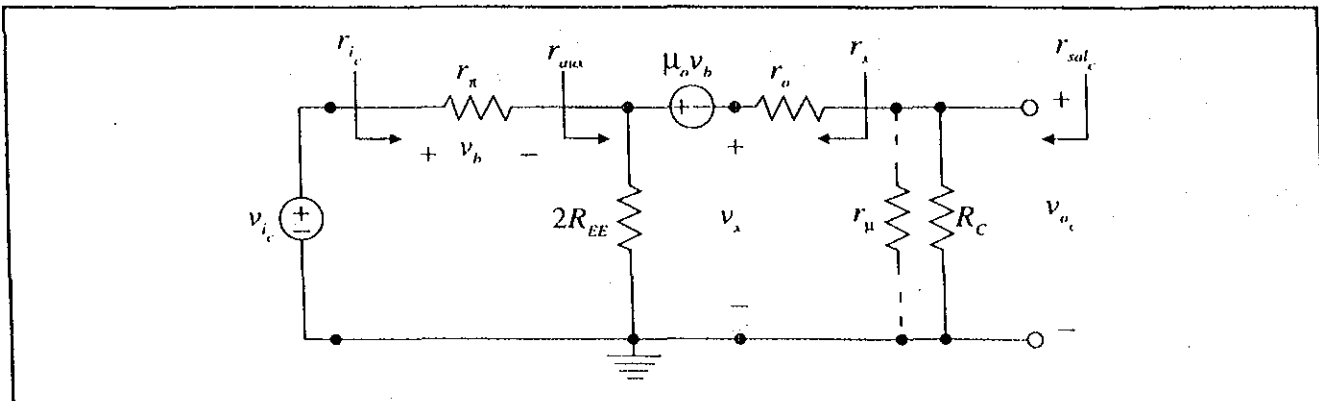 r_{i_c}
r_π
r_{aux}
μ_o v_b
r_o
r_x
r_{sal_c}
+
+ v_b −
+
v_{i_c}
+
−
2R_{EE}
v_x
r_μ
R_C
v_{o_c}
−
−